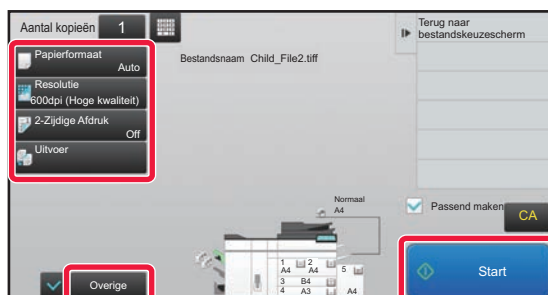 Aantal kopieën 1
Terug naar
bestandskeuzescherm
Papierformaat
Auto
Bestandsnaam Child_File2.tiff
Resolutie
600dpi (Hoge kwaliteit)
2-Zijdige Afdruk
Off
Uitvoer
Normaal
A4
Passend maken
CA
1 2
A4 A4 5
3 B4
4 A3 A4
Overige
Start